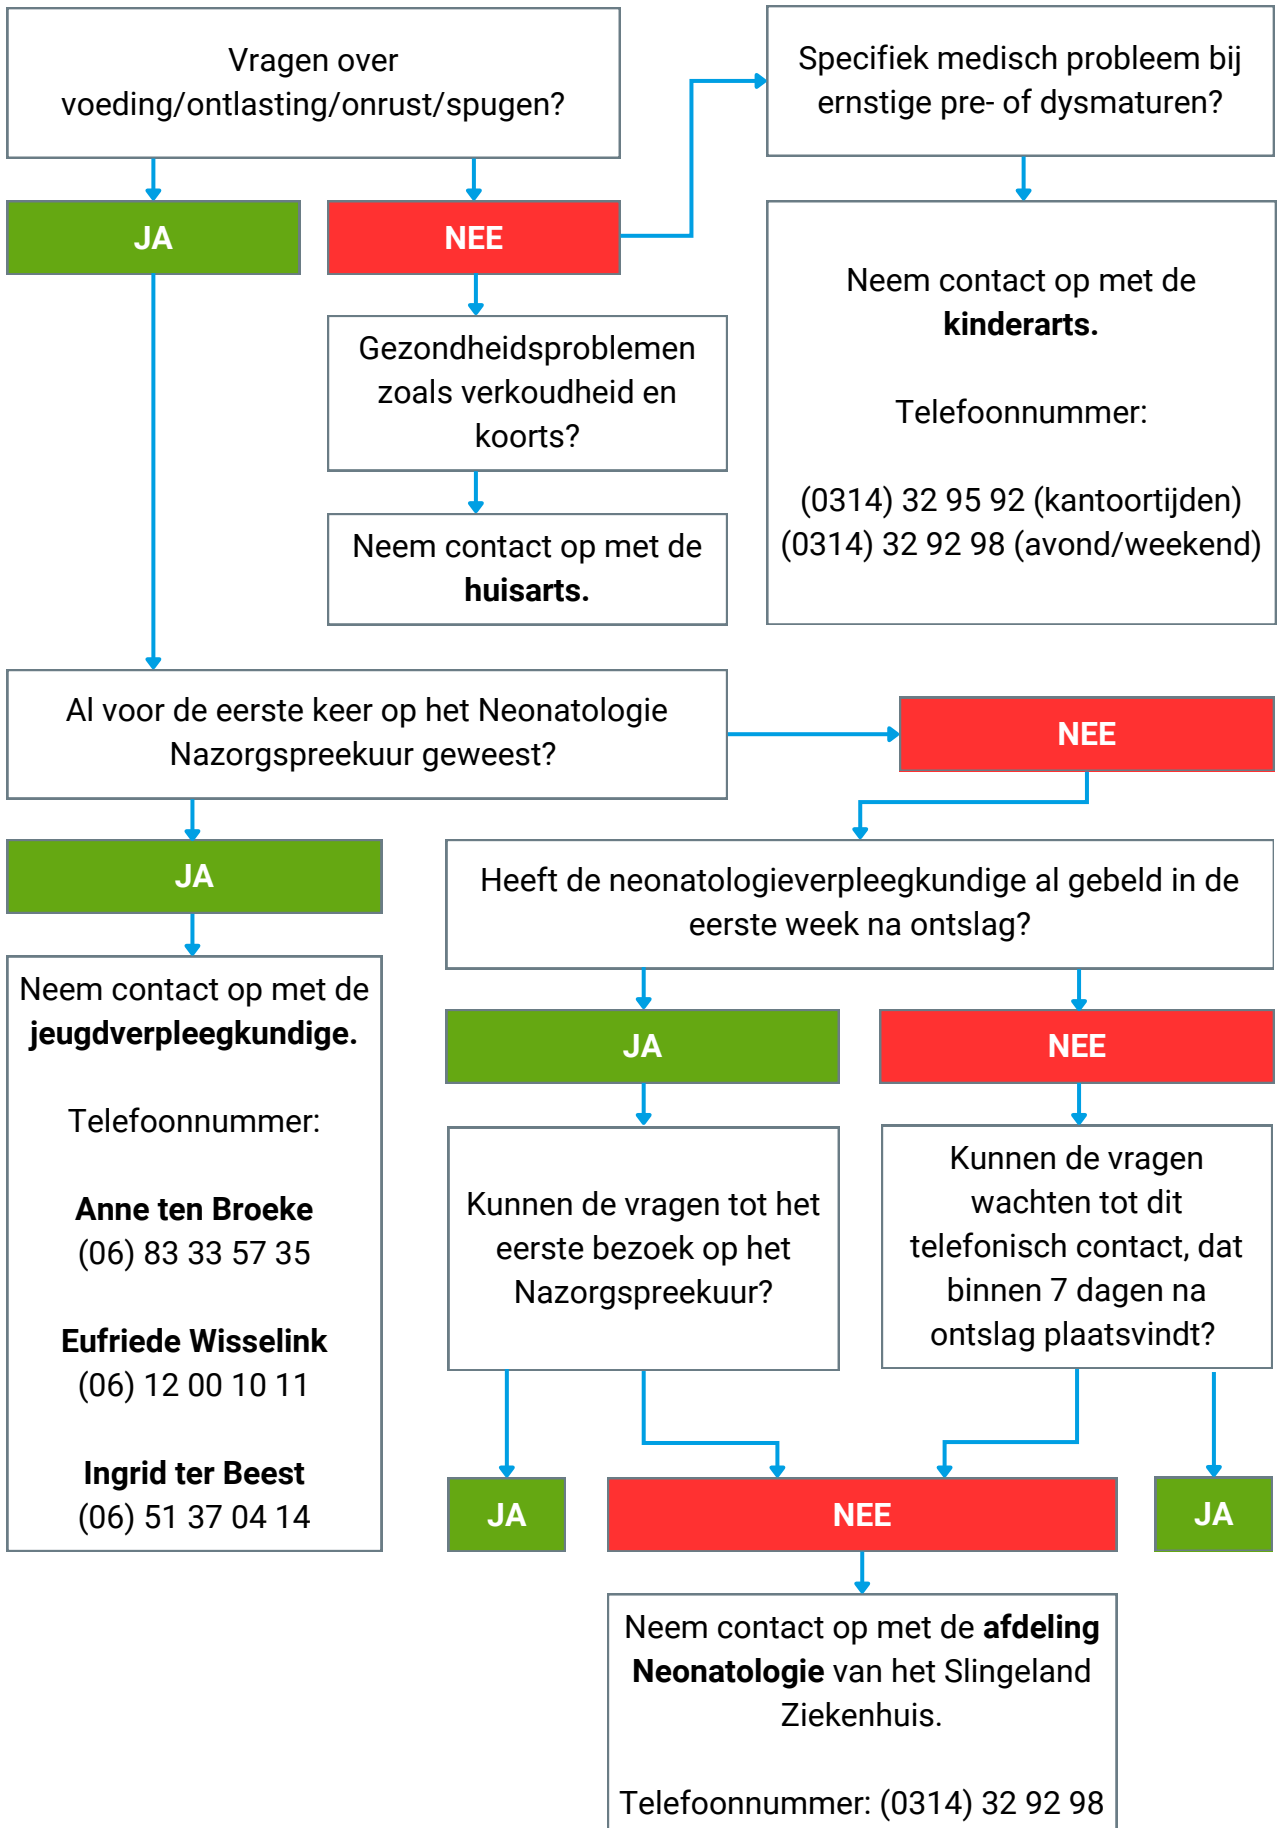 Vragen over
voeding/ontlasting/onrust/spugen?
Specifiek medisch probleem bij
ernstige pre- of dysmaturen?
JA
NEE
Neem contact op met de
kinderarts.
Telefoonnummer:
(0314) 32 95 92 (kantoortijden)
(0314) 32 92 98 (avond/weekend)
Gezondheidsproblemen
zoals verkoudheid en
koorts?
Neem contact op met de
huisarts.
Al voor de eerste keer op het Neonatologie
Nazorgspreekuur geweest?
NEE
JA
Heeft de neonatologieverpleegkundige al gebeld in de
eerste week na ontslag?
Neem contact op met de
jeugdverpleegkundige.
Telefoonnummer:
Anne ten Broeke
(06) 83 33 57 35
Eufriede Wisselink
(06) 12 00 10 11
Ingrid ter Beest
(06) 51 37 04 14
JA
NEE
Kunnen de vragen tot het
eerste bezoek op het
Nazorgspreekuur?
Kunnen de vragen
wachten tot dit
telefonisch contact, dat
binnen 7 dagen na
ontslag plaatsvindt?
JA
NEE
JA
Neem contact op met de afdeling
Neonatologie van het Slingeland
Ziekenhuis.
Telefoonnummer: (0314) 32 92 98